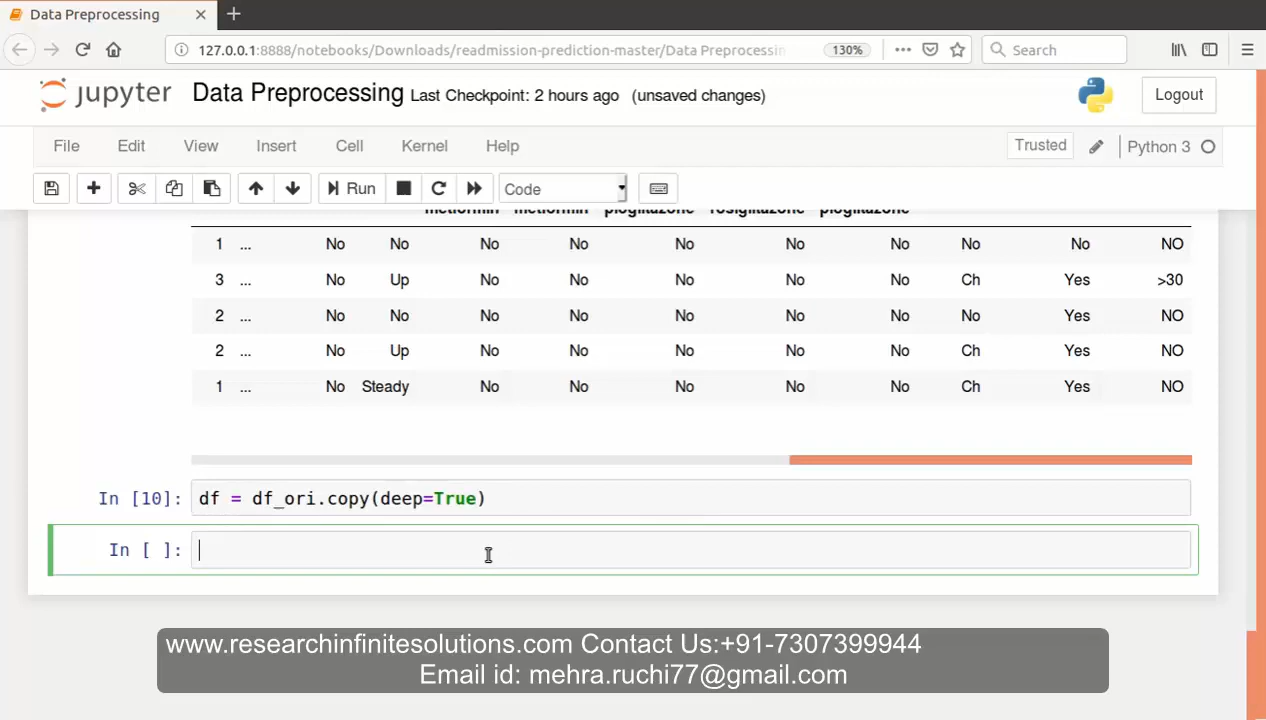 Data Preprocessing
127.0.0.1:8888/notebooks/Downloads/readmission-prediction-master/Data Preprocessin 130% Search
jupyter Data Preprocessing Last Checkpoint: 2 hours ago (unsaved changes) Logout
File Edit View Insert Cell Kernel Help Trusted Python 3
Run Code
metformin metformin pioglitazone rosiglitazone pioglitazone
1 ... No No No No No No No No No NO
3 ... No Up No No No No No Ch Yes >30
2 ... No No No No No No No No Yes NO
2 ... No Up No No No No No Ch Yes NO
1 ... No Steady No No No No No Ch Yes NO
In [10]: df = df_ori.copy(deep=True)
In [ ]:
www.researchinfinitesolutions.com Contact Us:+91-7307399944
Email id: mehra.ruchi77@gmail.com